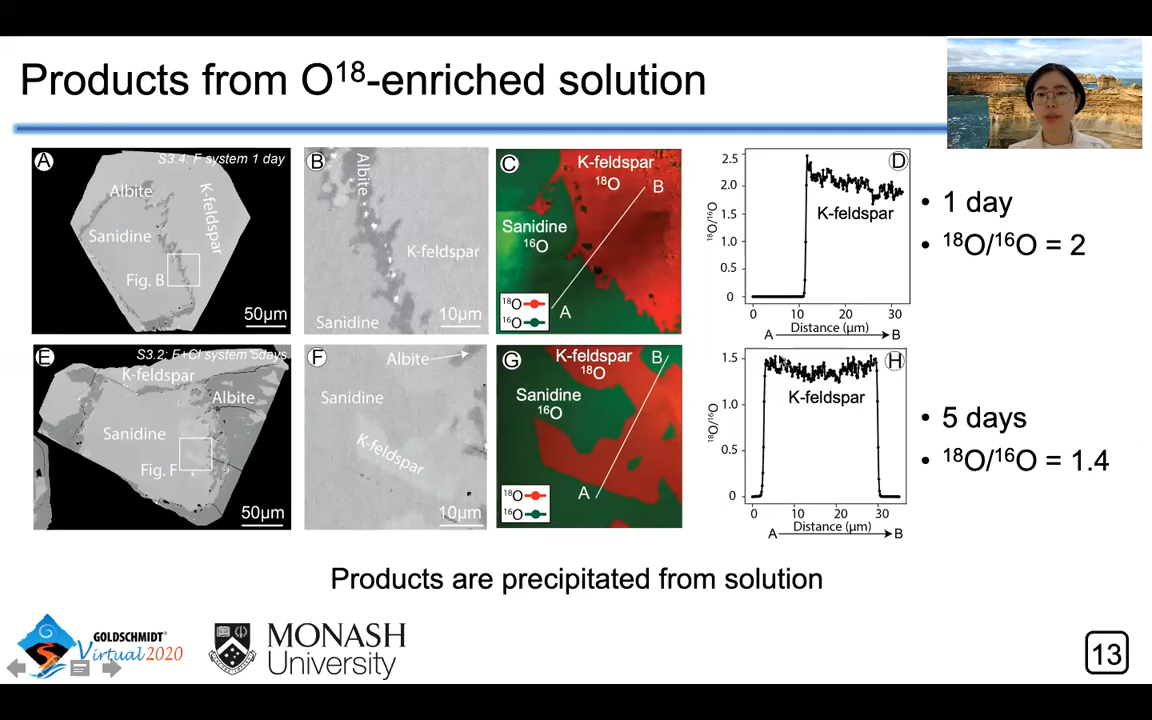 Products from O18-enriched solution
A
S3.4: F system 1 day
Albite
K-feldspar
Sanidine
Fig. B
50μm
B
Albite
K-feldspar
Sanidine
10μm
C
K-feldspar
18O
B
Sanidine
16O
18O
16O
A
D
2.5
2.0
1.5
1.0
0.5
0
18O/16O
K-feldspar
0 10 20 30
Distance (μm)
A B
• 1 day
• 18O/16O = 2
E
S3.2: F+Cl system 5days
K-feldspar
Albite
Sanidine
Fig. F
50μm
F
Albite
Sanidine
K-feldspar
10μm
G
K-feldspar
18O
B
Sanidine
16O
A
18O
16O
H
1.5
1.0
0.5
0
18O/16O
K-feldspar
0 10 20 30
Distance (μm)
A B
• 5 days
• 18O/16O = 1.4
Products are precipitated from solution
GOLDSCHMIDT®
Virtual 2020
MONASH
University
13